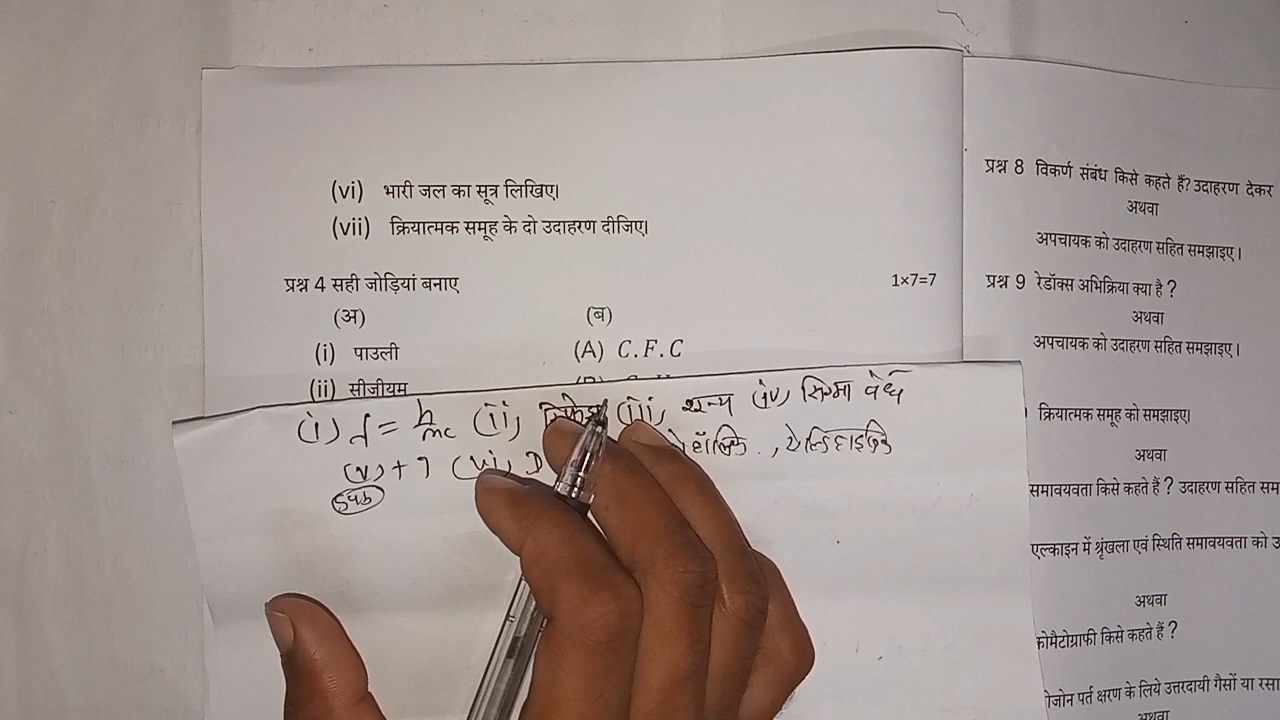 (vi) भारी जल का सूत्र लिखिए।
(vii) क्रियात्मक समूह के दो उदाहरण दीजिए।
प्रश्न 4 सही जोड़ियां बनाए 1×7=7
(अ) (ब)
(i) पाउली (A) C.F.C
(ii) सीजीयम
(i) d = h/mc (ii) (iii) शून्य (iv) सिग्मा
(v) + 7 (vi) D
प्रश्न 8 विकर्ण संबंध किसे कहते हैं? उदाहरण देकर
अथवा
अपचायक को उदाहरण सहित समझाइए।
प्रश्न 9 रेडॉक्स अभिक्रिया क्या है ?
अथवा
अपचायक को उदाहरण सहित समझाइए।
क्रियात्मक समूह को समझाइए।
अथवा
समावयवता किसे कहते हैं ? उदाहरण सहित सम
एल्काइन में श्रृंखला एवं स्थिति समावयवता को उ
अथवा
क्रोमैटोग्राफी किसे कहते हैं ?
ओजोन पर्त क्षरण के लिये उत्तरदायी गैसों या रसा
अथवा